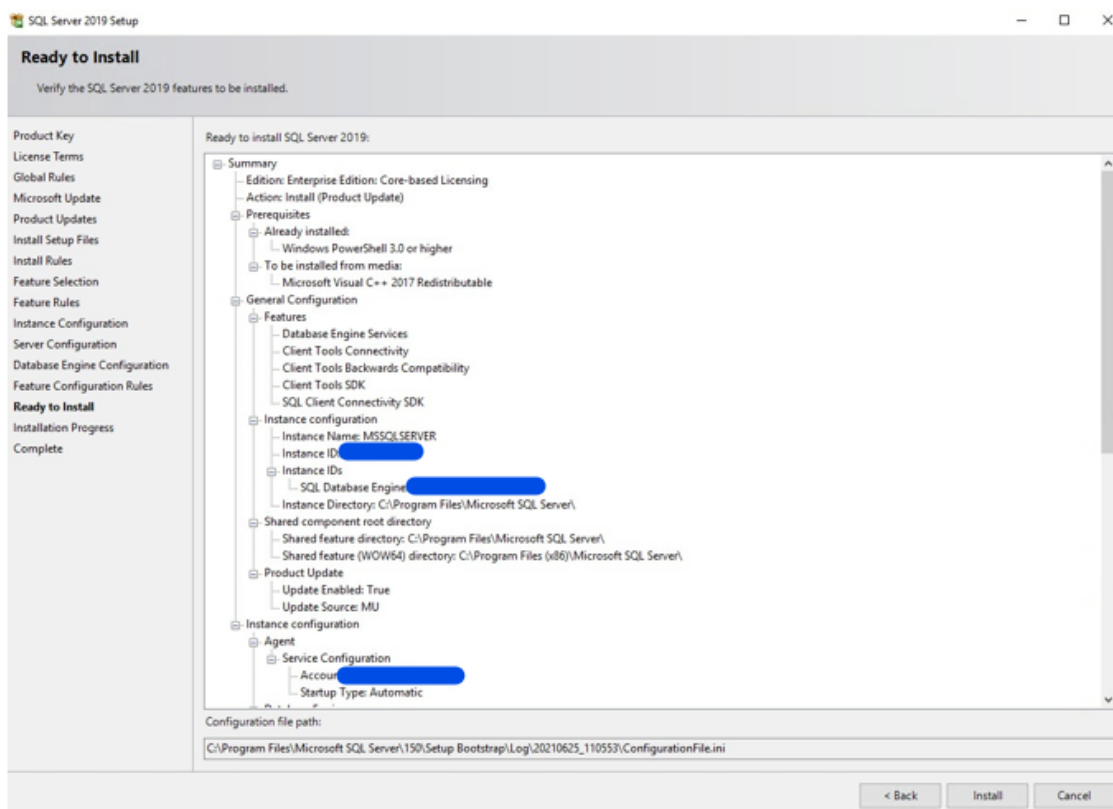 SQL Server 2019 Setup
Ready to Install
Verify the SQL Server 2019 features to be installed.
Product Key
License Terms
Global Rules
Microsoft Update
Product Updates
Install Setup Files
Install Rules
Feature Selection
Feature Rules
Instance Configuration
Server Configuration
Database Engine Configuration
Feature Configuration Rules
Ready to Install
Installation Progress
Complete
Ready to install SQL Server 2019:
Summary
Edition: Enterprise Edition: Core-based Licensing
Action: Install (Product Update)
Prerequisites
Already installed:
Windows PowerShell 3.0 or higher
To be installed from media:
Microsoft Visual C++ 2017 Redistributable
General Configuration
Features
Database Engine Services
Client Tools Connectivity
Client Tools Backwards Compatibility
Client Tools SDK
SQL Client Connectivity SDK
Instance configuration
Instance Name: MSSQLSERVER
Instance ID
Instance IDs
SQL Database Engine
Instance Directory: C:\Program Files\Microsoft SQL Server\
Shared component root directory
Shared feature directory: C:\Program Files\Microsoft SQL Server\
Shared feature (WOW64) directory: C:\Program Files (x86)\Microsoft SQL Server\
Product Update
Update Enabled: True
Update Source: MU
Instance configuration
Agent
Service Configuration
Startup Type: Automatic
Configuration file path:
C:\Program Files\Microsoft SQL Server\150\Setup Bootstrap\Log\20210625_110553\ConfigurationFile.ini
< Back
Install
Cancel